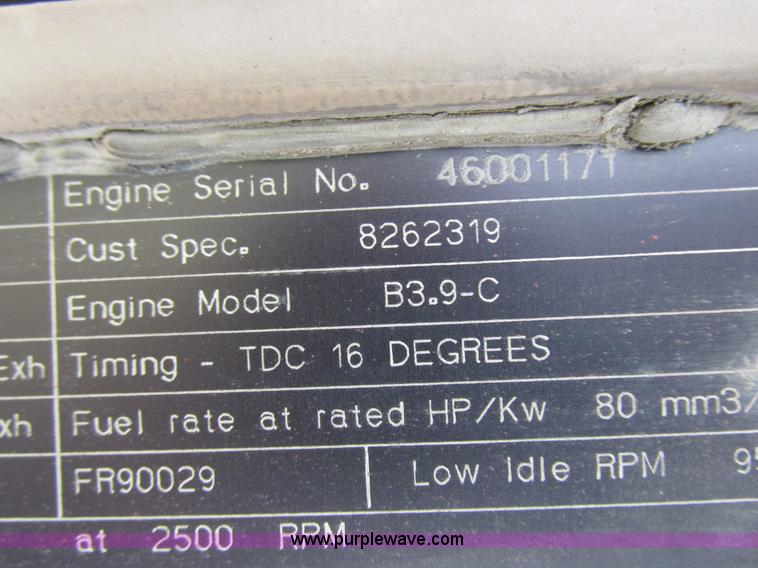 Engine Serial No. 46001171
Cust Spec. 8262319
Engine Model B3.9-C
Exh Timing - TDC 16 DEGREES
xh Fuel rate at rated HP/Kw 80 mm3/
FR90029 Low Idle RPM 95
at 2500 RPM
www.purplewave.com